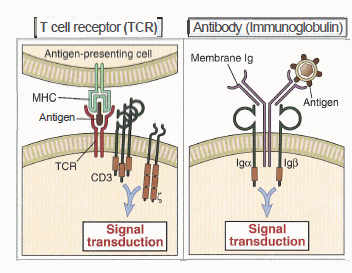 T cell receptor (TCR)
Antigen-presenting cell
MHC
Antigen
TCR
CD3
ζ
Signal
transduction
Antibody (Immunoglobulin)
Membrane Ig
Antigen
Igα
Igβ
Signal
transduction